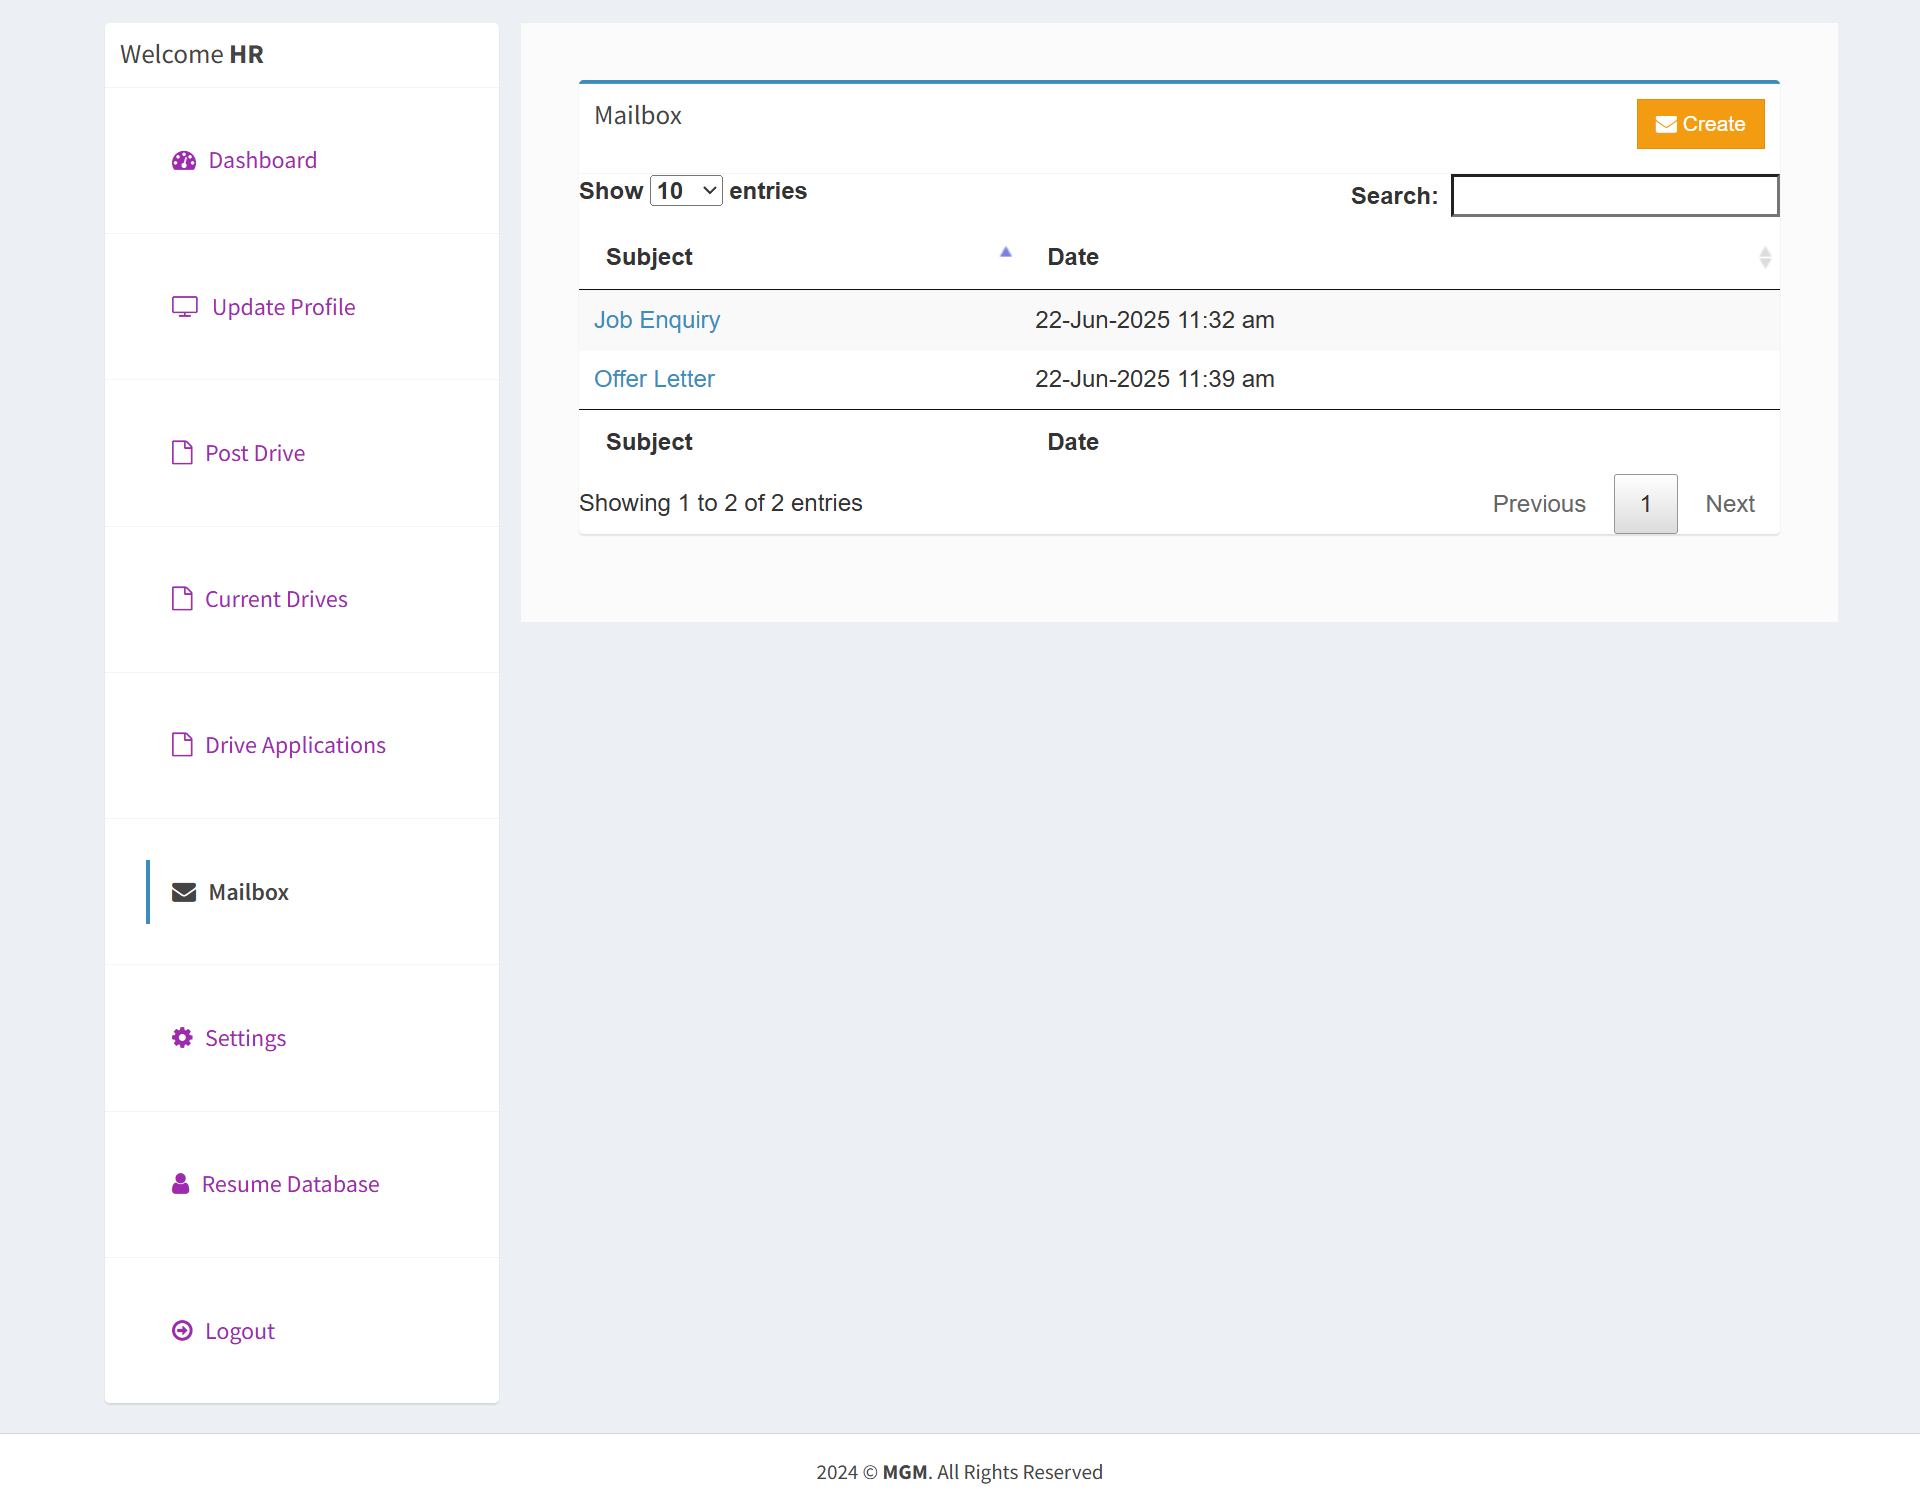 Welcome HR
Dashboard
Update Profile
Post Drive
Current Drives
Drive Applications
Mailbox
Settings
Resume Database
Logout
Mailbox
Create
Show 10 entries
Search:
Subject Date
Job Enquiry 22-Jun-2025 11:32 am
Offer Letter 22-Jun-2025 11:39 am
Subject Date
Showing 1 to 2 of 2 entries
Previous 1 Next
2024 © MGM. All Rights Reserved